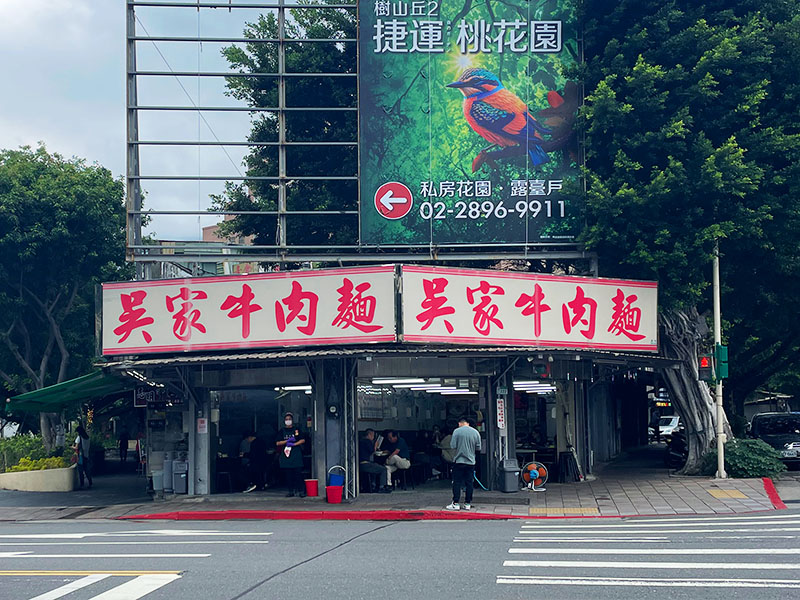 樹山丘2
捷運 桃花園
私房花園・露臺戶
02-2896-9911
吳家牛肉麵
吳家牛肉麵